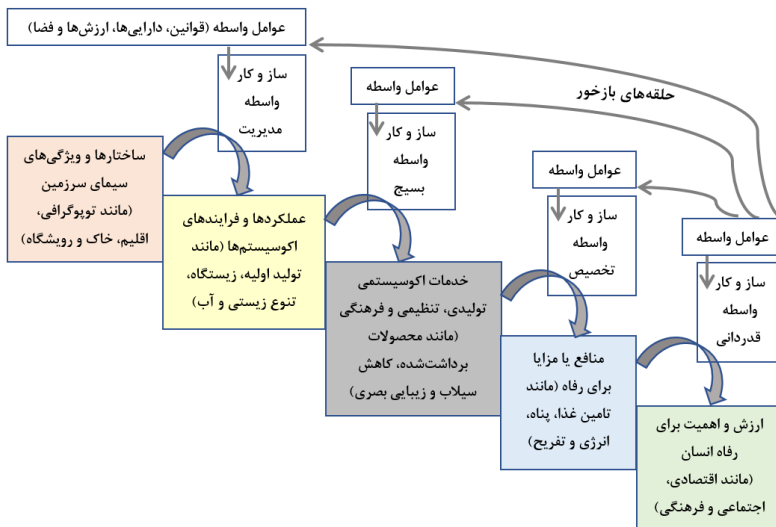 عوامل واسطه (قوانین، دارایی‌ها، ارزش‌ها و فضا)
ساز و کار
واسطه
مدیریت
عوامل واسطه
ساز و کار
واسطه
بسیج
حلقه‌های بازخور
عوامل واسطه
ساز و کار
واسطه
تخصیص
عوامل واسطه
ساز و کار
واسطه
قدردانی
ساختارها و ویژگی‌های
سیمای سرزمین
(مانند توپوگرافی،
اقلیم، خاک و رویشگاه)
عملکردها و فرایندهای
اکوسیستم‌ها (مانند
تولید اولیه، زیستگاه،
تنوع زیستی و آب)
خدمات اکوسیستمی
تولیدی، تنظیمی و فرهنگی
(مانند محصولات
برداشت‌شده، کاهش
سیلاب و زیبایی بصری)
منافع یا مزایا
برای رفاه (مانند
تامین غذا، پناه،
انرژی و تفریح)
ارزش و اهمیت برای
رفاه انسان
(مانند اقتصادی،
اجتماعی و فرهنگی)